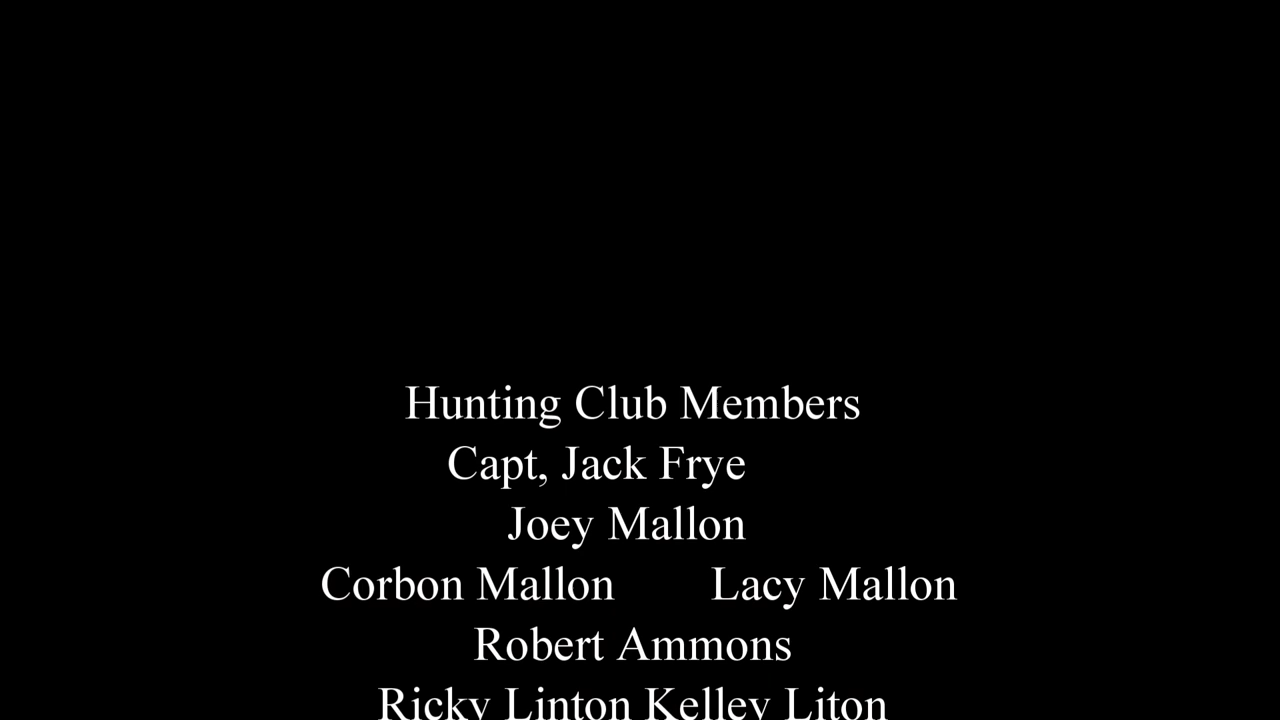 Hunting Club Members
Capt, Jack Frye
Joey Mallon
Corbon Mallon Lacy Mallon
Robert Ammons
Ricky Linton Kelley Liton